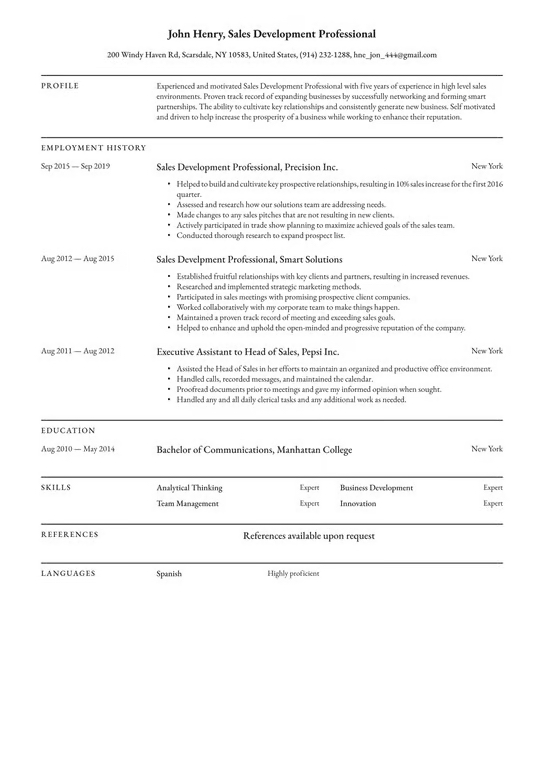 John Henry, Sales Development Professional
200 Windy Haven Rd, Scarsdale, NY 10583, United States, (914) 232-1288, hne_jon_444@gmail.com
PROFILE
Experienced and motivated Sales Development Professional with five years of experience in high level sales
environments. Proven track record of expanding businesses by successfully networking and forming smart
partnerships. The ability to cultivate key relationships and consistently generate new business. Self motivated
and driven to help increase the prosperity of a business while working to enhance their reputation.
EMPLOYMENT HISTORY
Sep 2015 — Sep 2019 Sales Development Professional, Precision Inc. New York
• Helped to build and cultivate key prospective relationships, resulting in 10% sales increase for the first 2016
quarter.
• Assessed and research how our solutions team are addressing needs.
• Made changes to any sales pitches that are not resulting in new clients.
• Actively participated in trade show planning to maximize achieved goals of the sales team.
• Conducted thorough research to expand prospect list.
Aug 2012 — Aug 2015 Sales Develpment Professional, Smart Solutions New York
• Established fruitful relationships with key clients and partners, resulting in increased revenues.
• Researched and implemented strategic marketing methods.
• Participated in sales meetings with promising prospective client companies.
• Worked collaboratively with my corporate team to make things happen.
• Maintained a proven track record of meeting and exceeding sales goals.
• Helped to enhance and uphold the open-minded and progressive reputation of the company.
Aug 2011 — Aug 2012 Executive Assistant to Head of Sales, Pepsi Inc. New York
• Assisted the Head of Sales in her efforts to maintain an organized and productive office environment.
• Handled calls, recorded messages, and maintained the calendar.
• Proofread documents prior to meetings and gave my informed opinion when sought.
• Handled any and all daily clerical tasks and any additional work as needed.
EDUCATION
Aug 2010 — May 2014 Bachelor of Communications, Manhattan College New York
SKILLS Analytical Thinking Expert Business Development Expert
Team Management Expert Innovation Expert
REFERENCES References available upon request
LANGUAGES Spanish Highly proficient